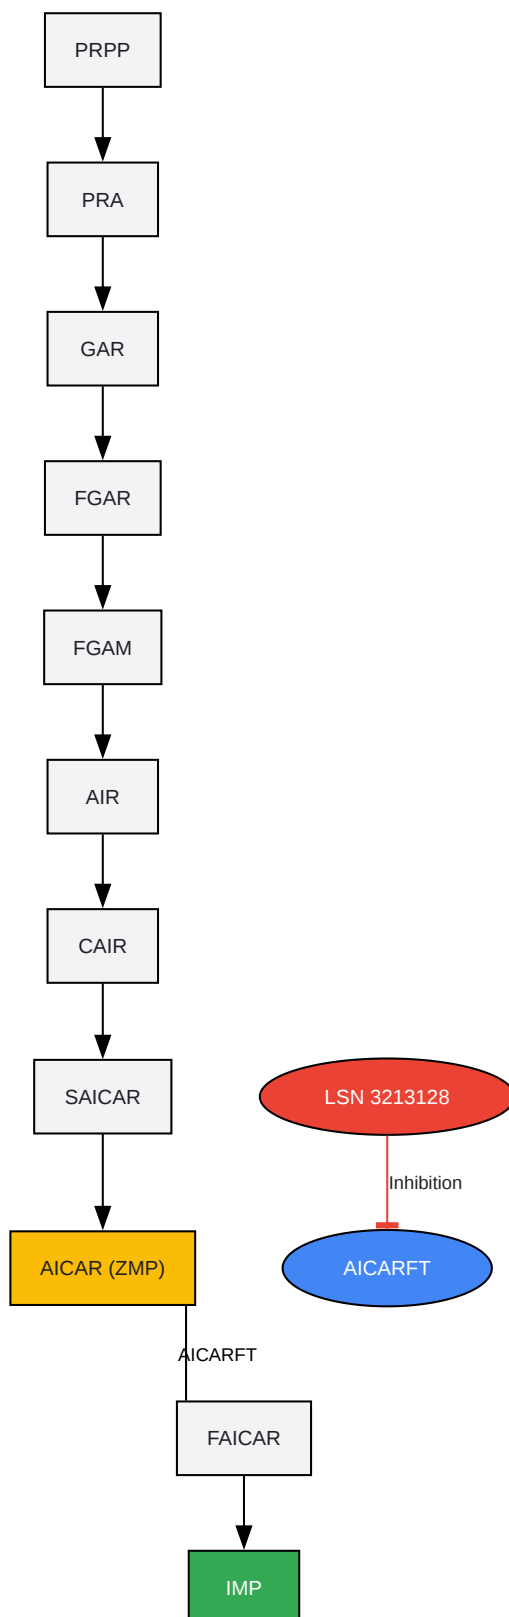 PRPP
PRA
GAR
FGAR
FGAM
AIR
CAIR
SAICAR
LSN 3213128
Inhibition
AICAR (ZMP)
AICARFT
AICARFT
FAICAR
IMP